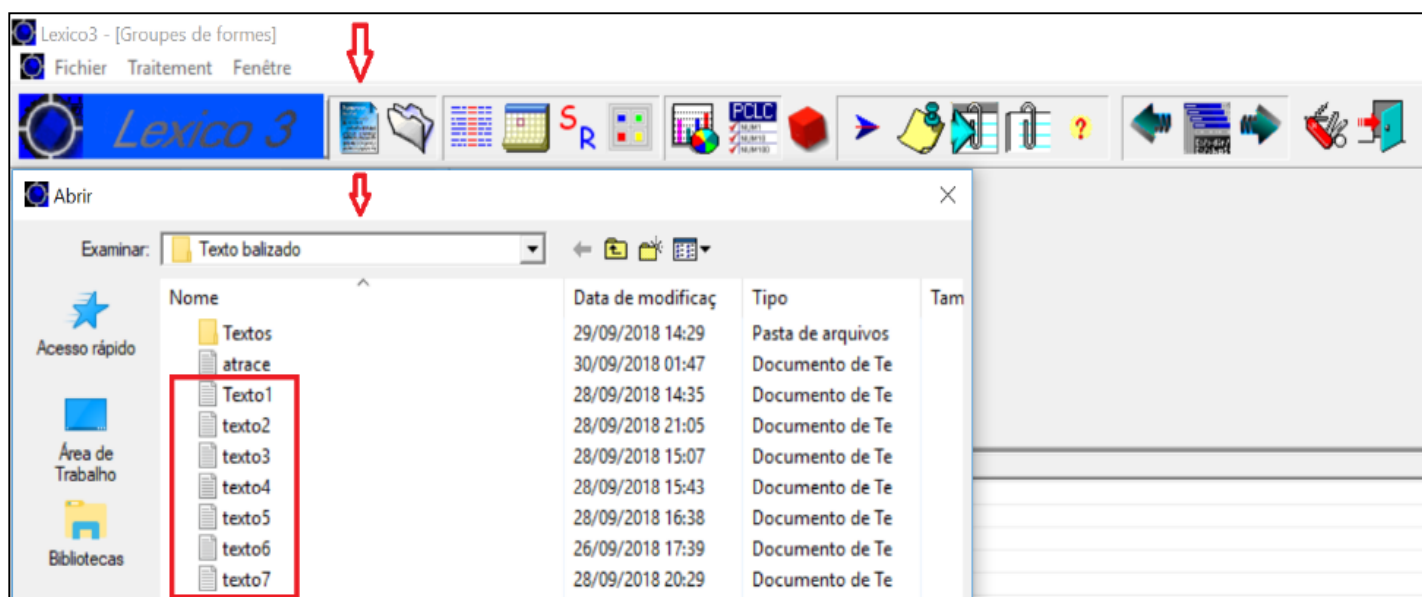 Lexico3 - [Groupes de formes]
Fichier Traitement Fenêtre
Lexico 3
S R
PCLC
NUM1
NUM10
NUM100
?
Abrir
Examinar: Texto balizado
Nome Data de modificaç Tipo Tam
Textos 29/09/2018 14:29 Pasta de arquivos
atrace 30/09/2018 01:47 Documento de Te
Texto1 28/09/2018 14:35 Documento de Te
texto2 28/09/2018 21:05 Documento de Te
texto3 28/09/2018 15:07 Documento de Te
texto4 28/09/2018 15:43 Documento de Te
texto5 28/09/2018 16:38 Documento de Te
texto6 26/09/2018 17:39 Documento de Te
texto7 28/09/2018 20:29 Documento de Te
Acesso rápido
Área de
Trabalho
Bibliotecas